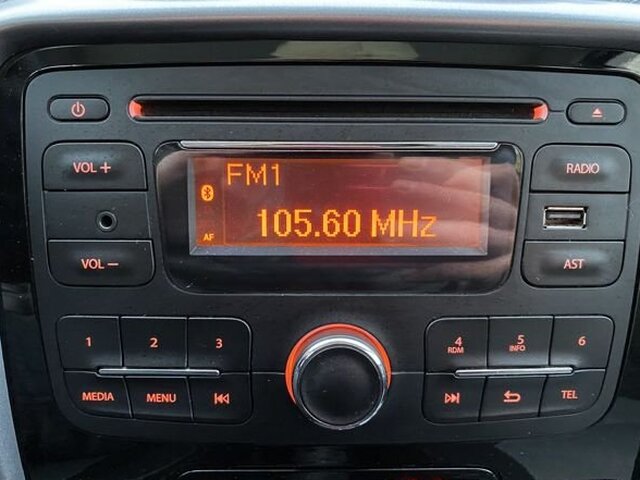 VOL +
RADIO
FM1
105.60 MHz
AF
VOL −
AST
1
2
3
4
RDM
5
INFO
6
MEDIA
MENU
TEL